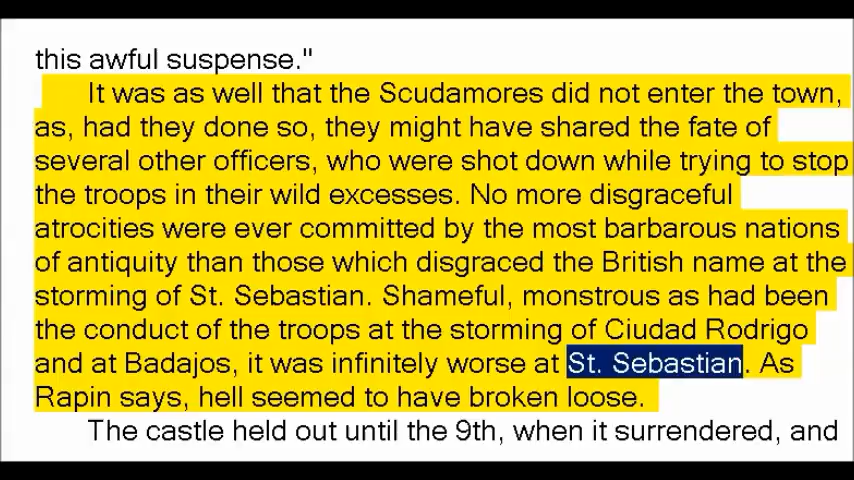 this awful suspense."
It was as well that the Scudamores did not enter the town,
as, had they done so, they might have shared the fate of
several other officers, who were shot down while trying to stop
the troops in their wild excesses. No more disgraceful
atrocities were ever committed by the most barbarous nations
of antiquity than those which disgraced the British name at the
storming of St. Sebastian. Shameful, monstrous as had been
the conduct of the troops at the storming of Ciudad Rodrigo
and at Badajos, it was infinitely worse at St. Sebastian. As
Rapin says, hell seemed to have broken loose.
The castle held out until the 9th, when it surrendered, and